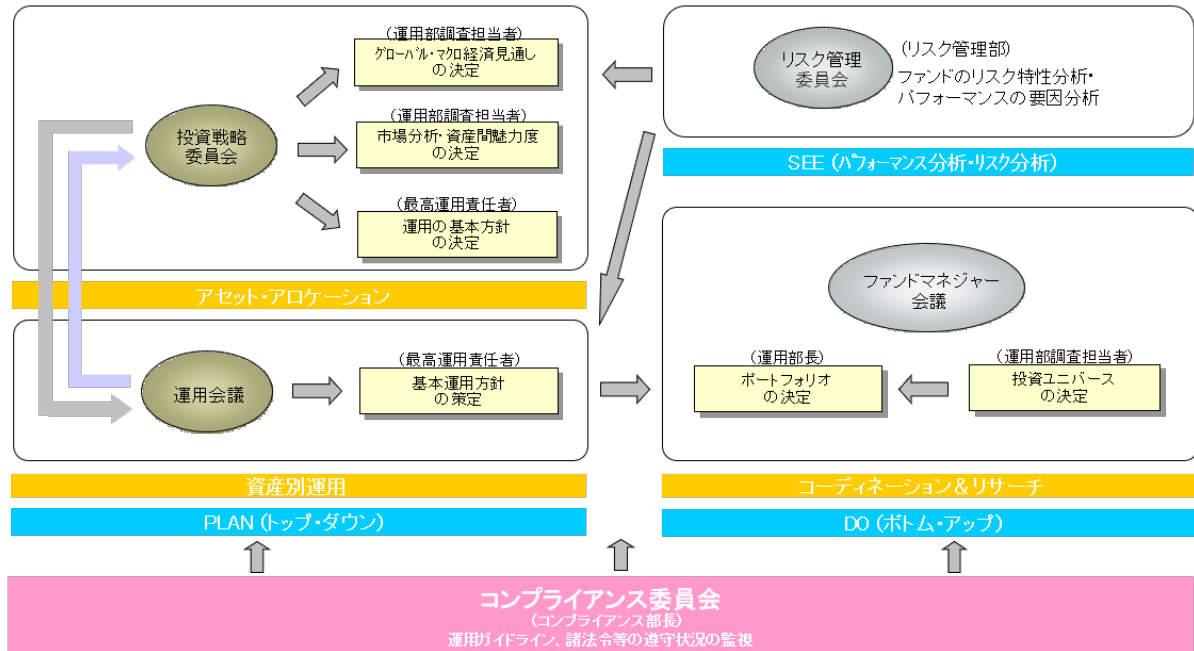 (運用部調査担当者)
グローバル・マクロ経済見通し
の決定
投資戦略
委員会
(運用部調査担当者)
市場分析・資産間魅力度
の決定
(最高運用責任者)
運用の基本方針
の決定
アセット・アロケーション
リスク管理
委員会
(リスク管理部)
ファンドのリスク特性分析・
パフォーマンスの要因分析
SEE (パフォーマンス分析・リスク分析)
運用会議
(最高運用責任者)
基本運用方針
の策定
資産別運用
PLAN (トップ・ダウン)
ファンドマネジャー
会議
(運用部長)
ポートフォリオ
の決定
(運用部調査担当者)
投資ユニバース
の決定
コーディネーション&リサーチ
DO (ボトム・アップ)
コンプライアンス委員会
(コンプライアンス部長)
運用ガイドライン、諸法令等の遵守状況の監視